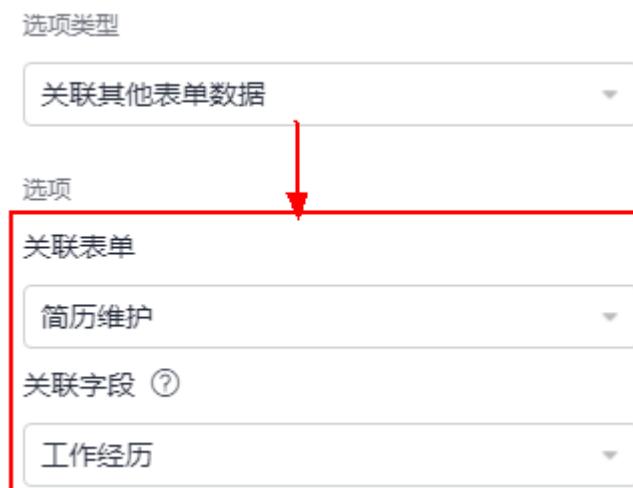 选项类型
关联其他表单数据
选项
关联表单
简历维护
关联字段 ?
工作经历